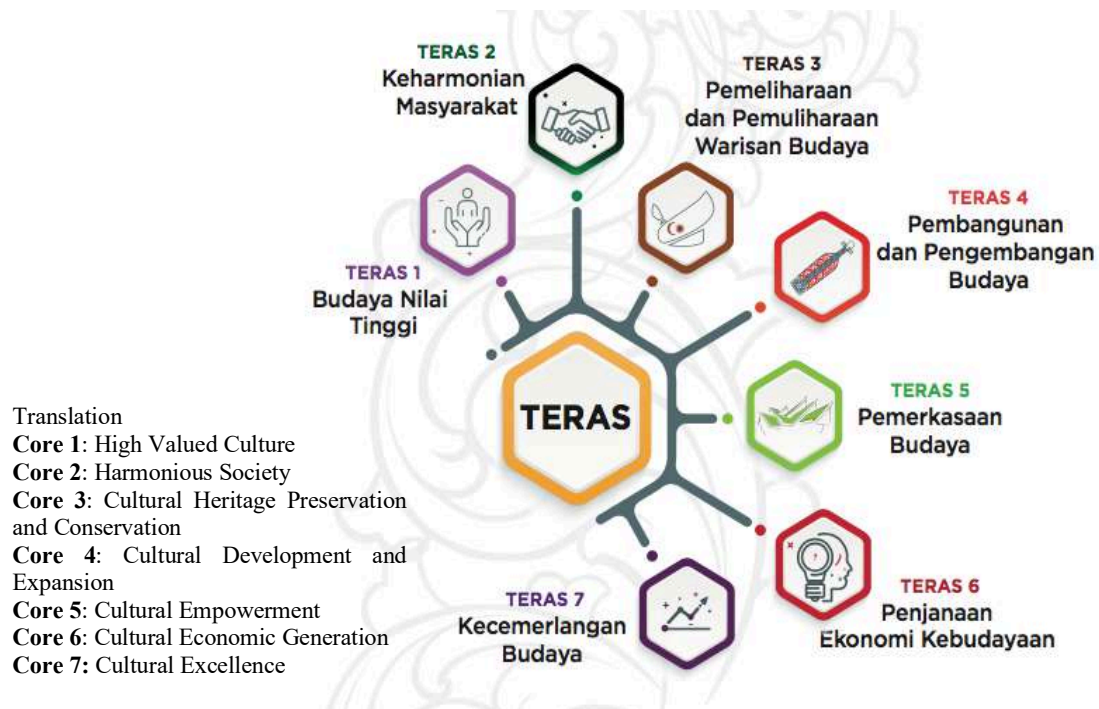 TERAS 2
Keharmonian
Masyarakat
TERAS 3
Pemeliharaan
dan Pemuliharaan
Warisan Budaya
TERAS 4
Pembangunan
dan Pengembangan
Budaya
TERAS 1
Budaya Nilai
Tinggi
TERAS
TERAS 5
Pemerkasaan
Budaya
TERAS 6
Penjanaan
Ekonomi Kebudayaan
TERAS 7
Kecemerlangan
Budaya
Translation
Core 1: High Valued Culture
Core 2: Harmonious Society
Core 3: Cultural Heritage Preservation
and Conservation
Core 4: Cultural Development and
Expansion
Core 5: Cultural Empowerment
Core 6: Cultural Economic Generation
Core 7: Cultural Excellence